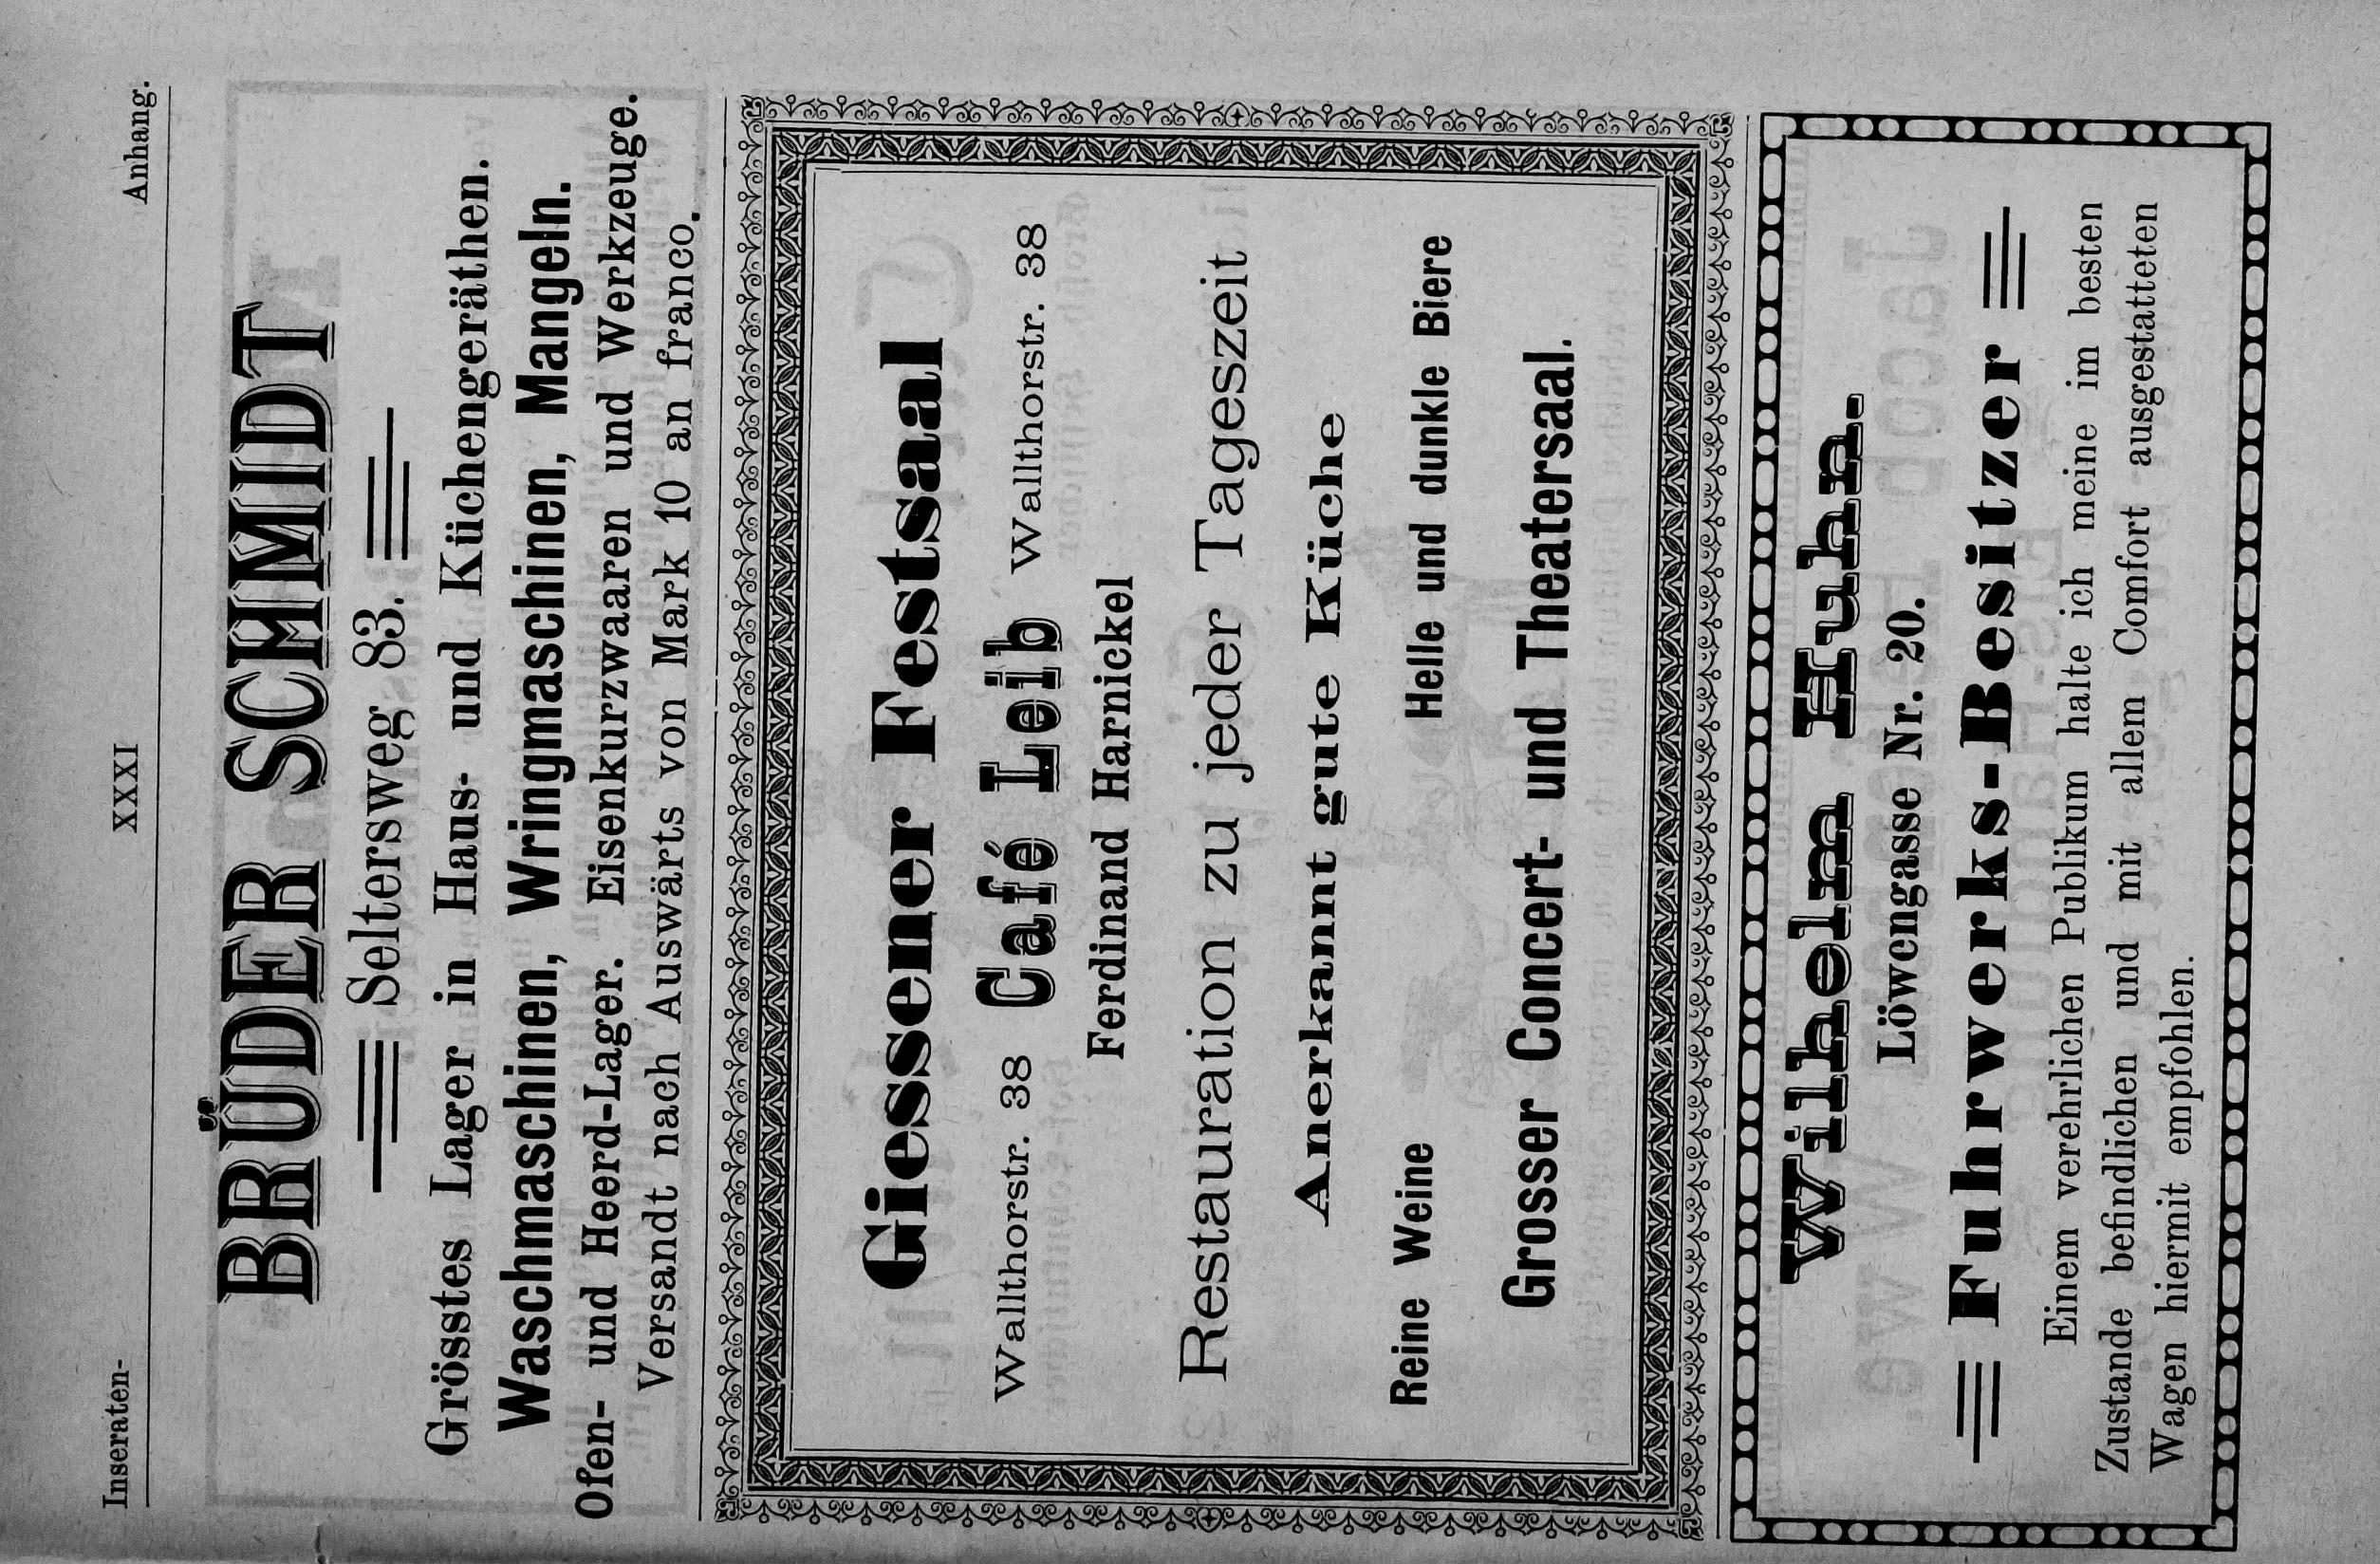 Inseraten- XXXI Anhang.
BRÜDER SCHMIDT
Seltersweg 83.
Grösstes Lager in Haus- und Küchengeräthen.
Waschmaschinen, Wringmaschinen, Mangeln.
Ofen- und Heerd-Lager. Eisenkurzwaaren und Werkzeuge.
Versandt nach Auswärts von Mark 10 an franco.
Giessener Festsaal
Wallthorstr. 38 Café Leib Wallthorstr. 38
Ferdinand Harnickel
Restauration zu jeder Tageszeit
Anerkannt gute Küche
Reine Weine Helle und dunkle Biere
Grosser Concert- und Theatersaal.
Wilhelm Huhn.
Löwengasse Nr. 20.
Fuhrwerks-Besitzer
Einem verehrlichen Publikum halte ich meine im besten
Zustande befindlichen und mit allem Comfort ausgestatteten
Wagen hiermit empfohlen.